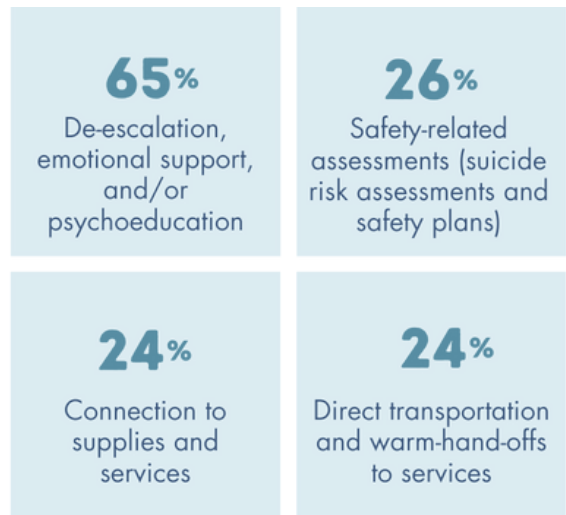 65%
De-escalation,
emotional support,
and/or
psychoeducation
26%
Safety-related
assessments (suicide
risk assessments and
safety plans)
24%
Connection to
supplies and
services
24%
Direct transportation
and warm-hand-offs
to services